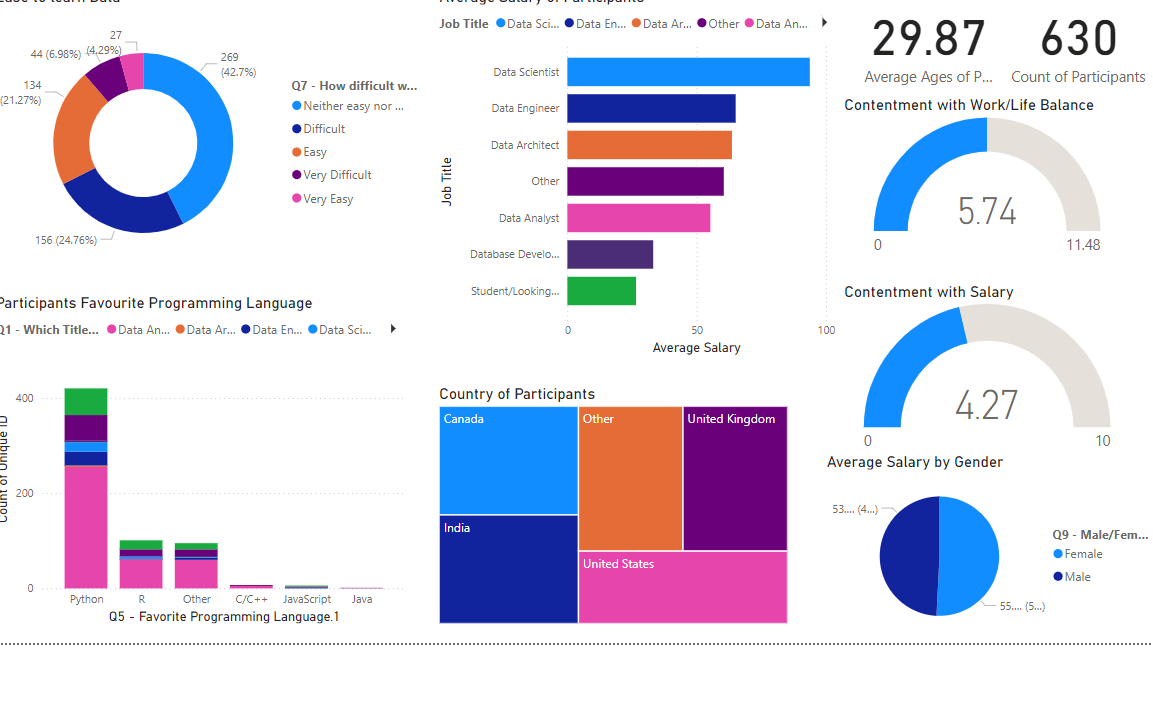 Ease to learn Data
27
(4.29%)
44 (6.98%)
134
(21.27%)
269
(42.7%)
156 (24.76%)
Q7 - How difficult w...
Neither easy nor ...
Difficult
Easy
Very Difficult
Very Easy
Average Salary of Participants
Job Title Data Sci... Data En... Data Ar... Other Data An...
Job Title
Data Scientist
Data Engineer
Data Architect
Other
Data Analyst
Database Develo...
Student/Looking...
0 50 100
Average Salary
29.87 630
Average Ages of P... Count of Participants
Contentment with Work/Life Balance
5.74
0 11.48
Participants Favourite Programming Language
Q1 - Which Title... Data An... Data Ar... Data En... Data Sci...
Count of Unique ID
400
200
0
Python R Other C/C++ JavaScript Java
Q5 - Favorite Programming Language.1
Country of Participants
Canada
Other
United Kingdom
India
United States
Contentment with Salary
4.27
0 10
Average Salary by Gender
53.... (4...)
55.... (5...)
Q9 - Male/Fem...
Female
Male